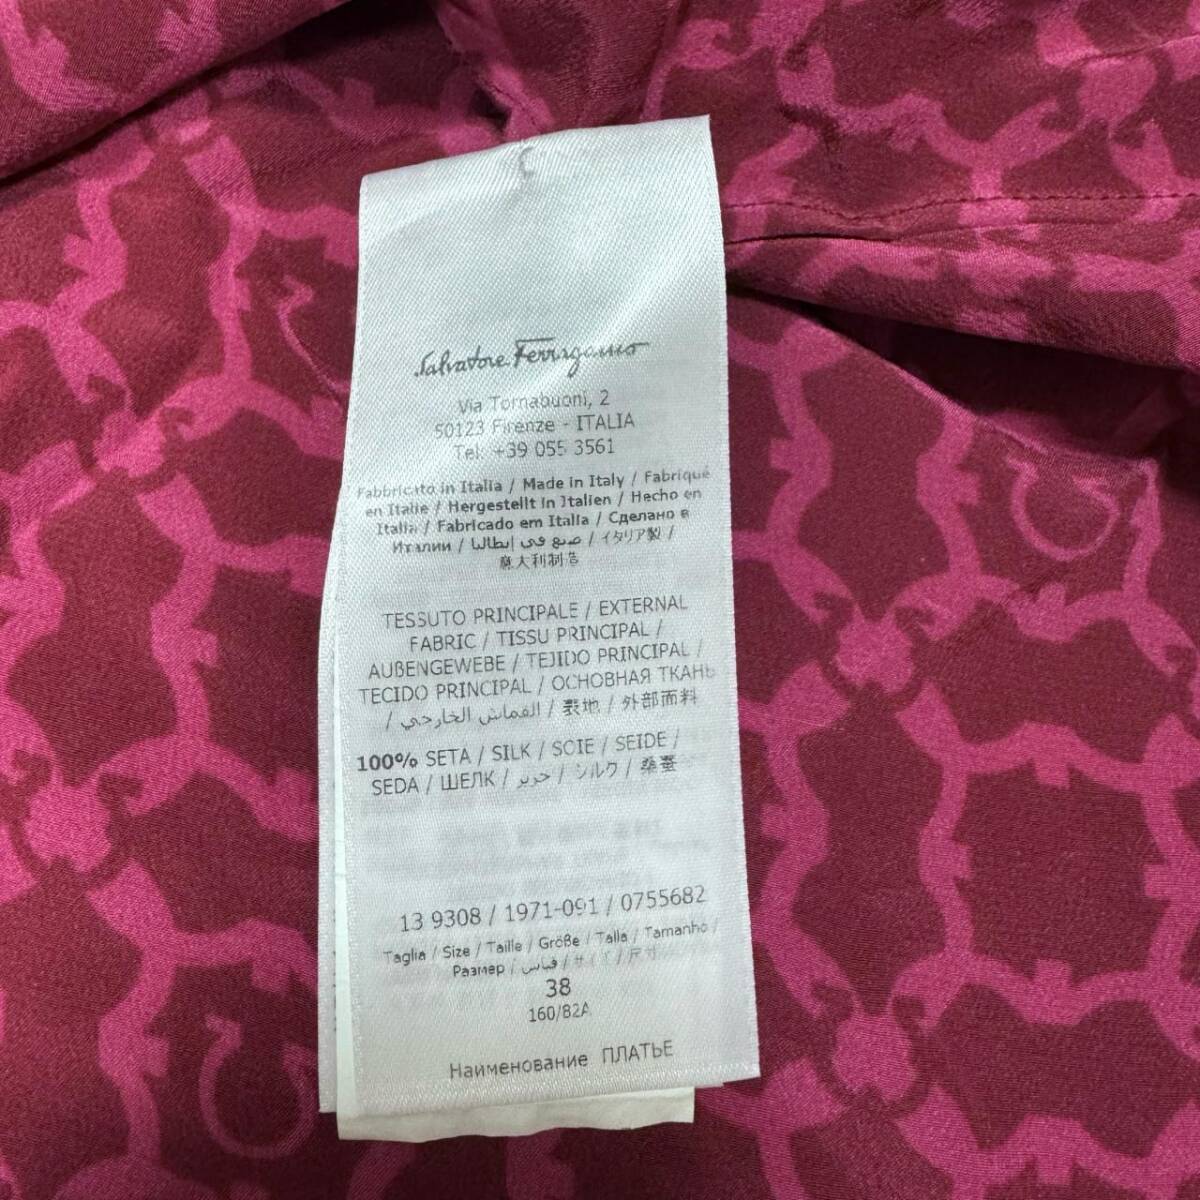 Salvatore Ferragamo
Via Tornabuoni, 2
50123 Firenze - ITALIA
Tel. +39 055 3561
Fabbricato in Italia / Made in Italy / Fabriqué
en Italie / Hergestellt in Italien / Hecho en
Italia / Fabricado em Italia / Сделано в
Италии / صنع في إيطاليا / イタリア製 /
意大利制造
TESSUTO PRINCIPALE / EXTERNAL
FABRIC / TISSU PRINCIPAL /
AUßENGEWEBE / TEJIDO PRINCIPAL /
TECIDO PRINCIPAL / ОСНОВНАЯ ТКАНЬ
/ القماش الخارجي / 表地 / 外部面料
100% SETA / SILK / SOIE / SEIDE /
SEDA / ШЕЛК / حرير / シルク / 桑蚕
13 9308 / 1971-091 / 0755682
Taglia / Size / Taille / Größe / Talla / Tamanho /
Размер / قياس / サイズ / 尺寸
38
160/82A
Наименование ПЛАТЬЕ